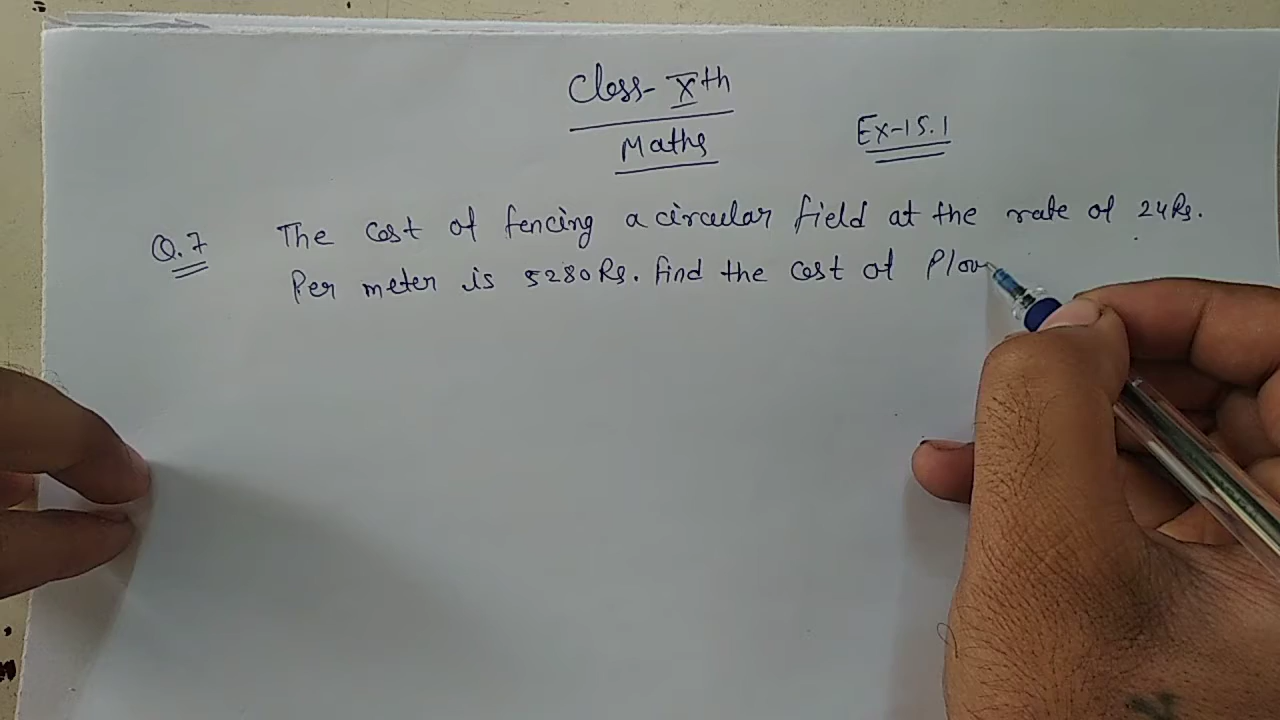 Class- Xth
Maths
Ex-15.1
Q.7 The Cost of fencing a circular field at the rate of 24Rs.
Per meter is 5280Rs. find the cost of Plou